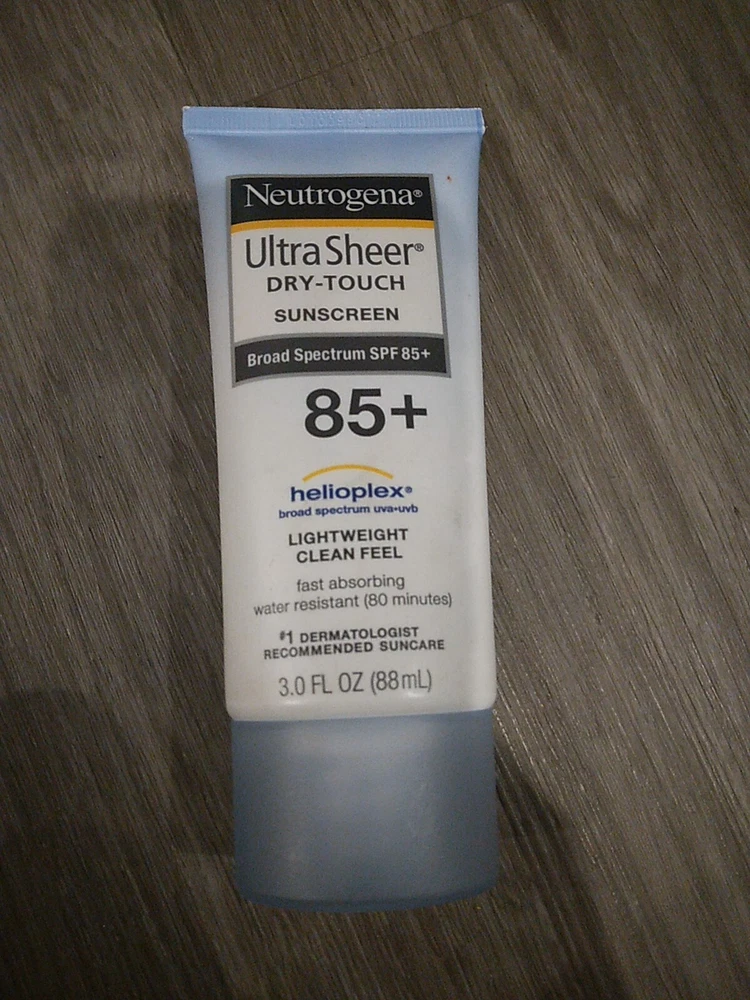 Neutrogena®
Ultra Sheer®
DRY-TOUCH
SUNSCREEN
Broad Spectrum SPF 85+
85+
helioplex®
broad spectrum uva•uvb
LIGHTWEIGHT
CLEAN FEEL
fast absorbing
water resistant (80 minutes)
#1 DERMATOLOGIST
RECOMMENDED SUNCARE
3.0 FL OZ (88mL)